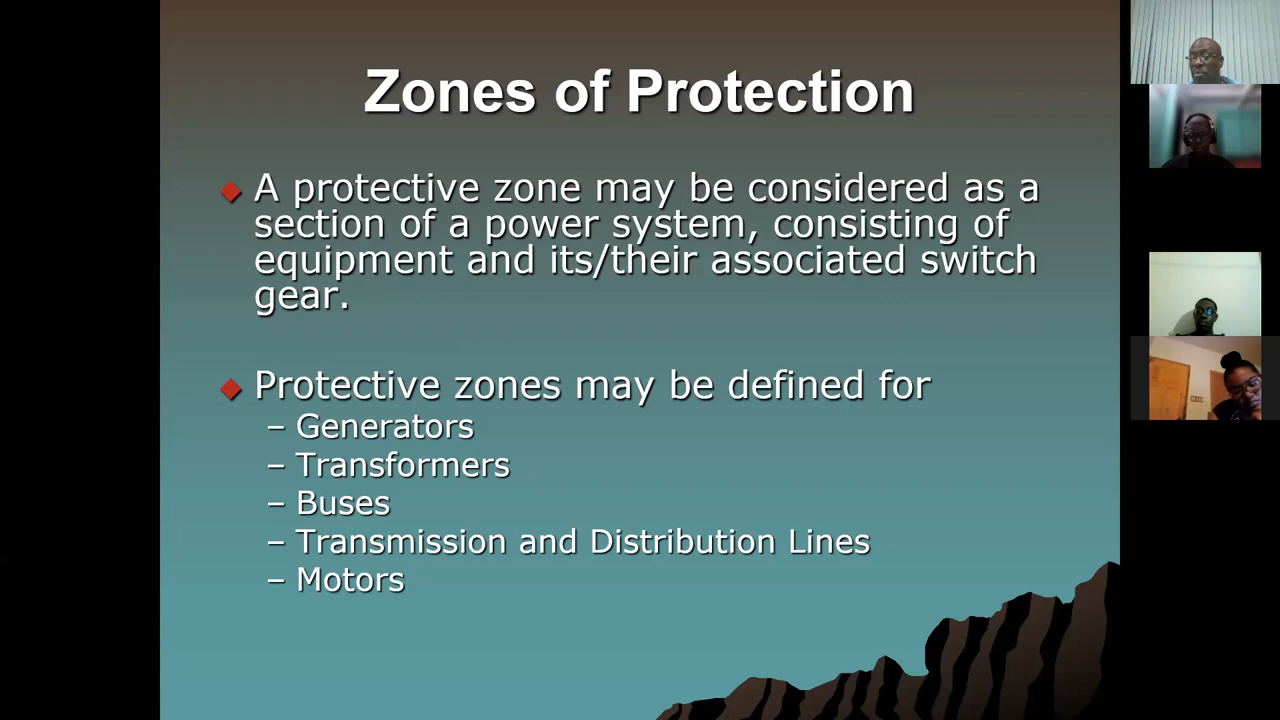 Zones of Protection
A protective zone may be considered as a
section of a power system, consisting of
equipment and its/their associated switch
gear.
Protective zones may be defined for
– Generators
– Transformers
– Buses
– Transmission and Distribution Lines
– Motors